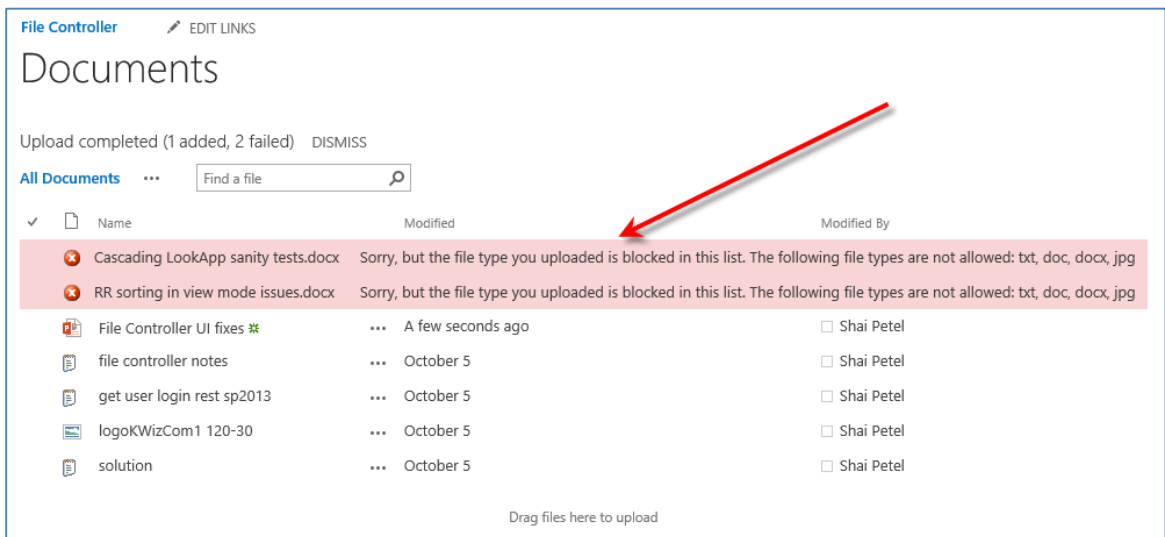 File Controller EDIT LINKS
Documents
Upload completed (1 added, 2 failed) DISMISS
All Documents ... Find a file
Name Modified Modified By
Cascading LookApp sanity tests.docx Sorry, but the file type you uploaded is blocked in this list. The following file types are not allowed: txt, doc, docx, jpg
RR sorting in view mode issues.docx Sorry, but the file type you uploaded is blocked in this list. The following file types are not allowed: txt, doc, docx, jpg
File Controller UI fixes ... A few seconds ago Shai Petel
file controller notes ... October 5 Shai Petel
get user login rest sp2013 ... October 5 Shai Petel
logoKWizCom1 120-30 ... October 5 Shai Petel
solution ... October 5 Shai Petel
Drag files here to upload